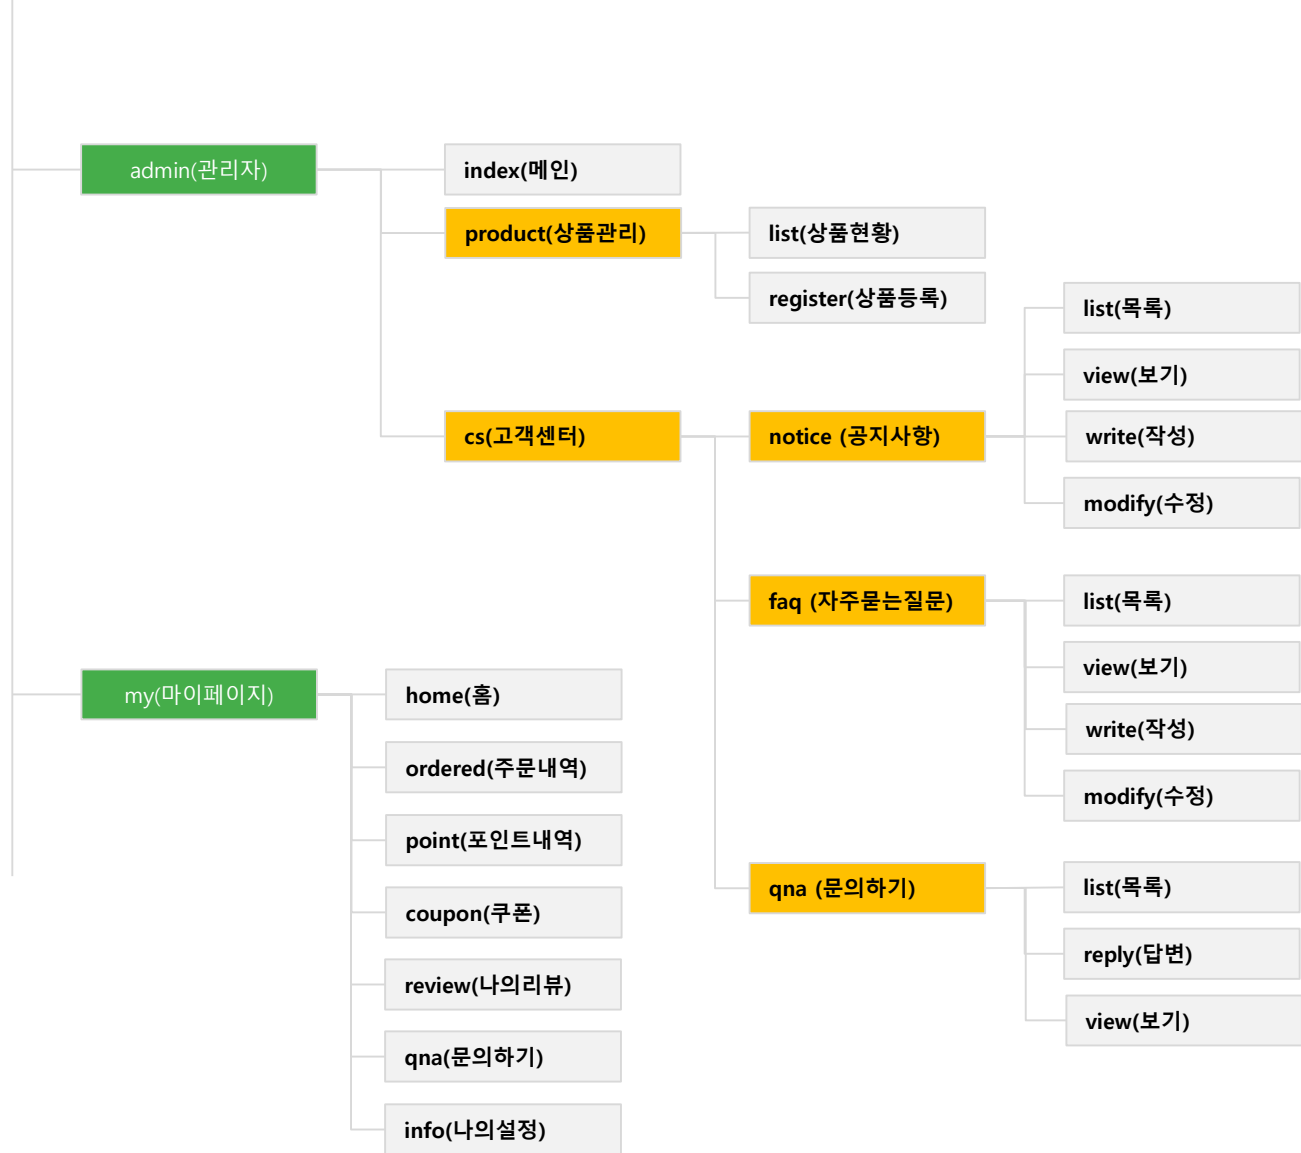 admin(관리자)
index(메인)
product(상품관리)
list(상품현황)
register(상품등록)
cs(고객센터)
notice (공지사항)
list(목록)
view(보기)
write(작성)
modify(수정)
faq (자주묻는질문)
list(목록)
view(보기)
write(작성)
modify(수정)
qna (문의하기)
list(목록)
reply(답변)
view(보기)
my(마이페이지)
home(홈)
ordered(주문내역)
point(포인트내역)
coupon(쿠폰)
review(나의리뷰)
qna(문의하기)
info(나의설정)